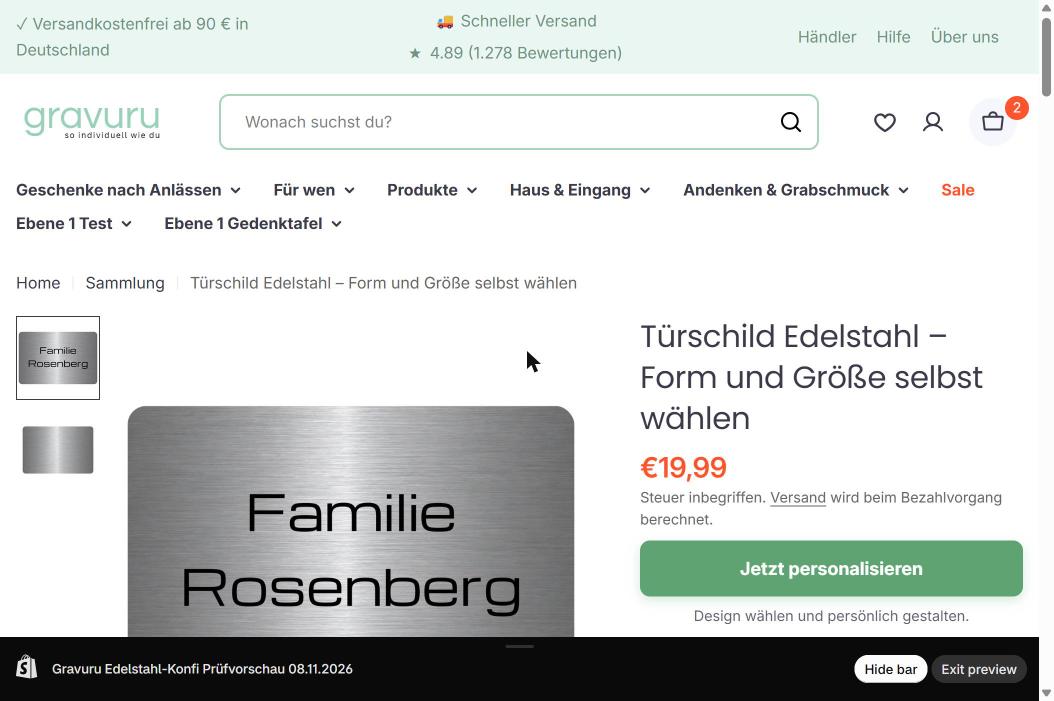 ✓ Versandkostenfrei ab 90 € in
Deutschland
🚚 Schneller Versand
★ 4.89 (1.278 Bewertungen)
Händler Hilfe Über uns
gravuru
so individuell wie du
Wonach suchst du?
2
Geschenke nach Anlässen Für wen Produkte Haus & Eingang Andenken & Grabschmuck Sale
Ebene 1 Test Ebene 1 Gedenktafel
Home Sammlung Türschild Edelstahl – Form und Größe selbst wählen
Familie
Rosenberg
Familie
Rosenberg
Türschild Edelstahl –
Form und Größe selbst
wählen
€19,99
Steuer inbegriffen. Versand wird beim Bezahlvorgang
berechnet.
Jetzt personalisieren
Design wählen und persönlich gestalten.
Gravuru Edelstahl-Konfi Prüfvorschau 08.11.2026
Hide bar Exit preview